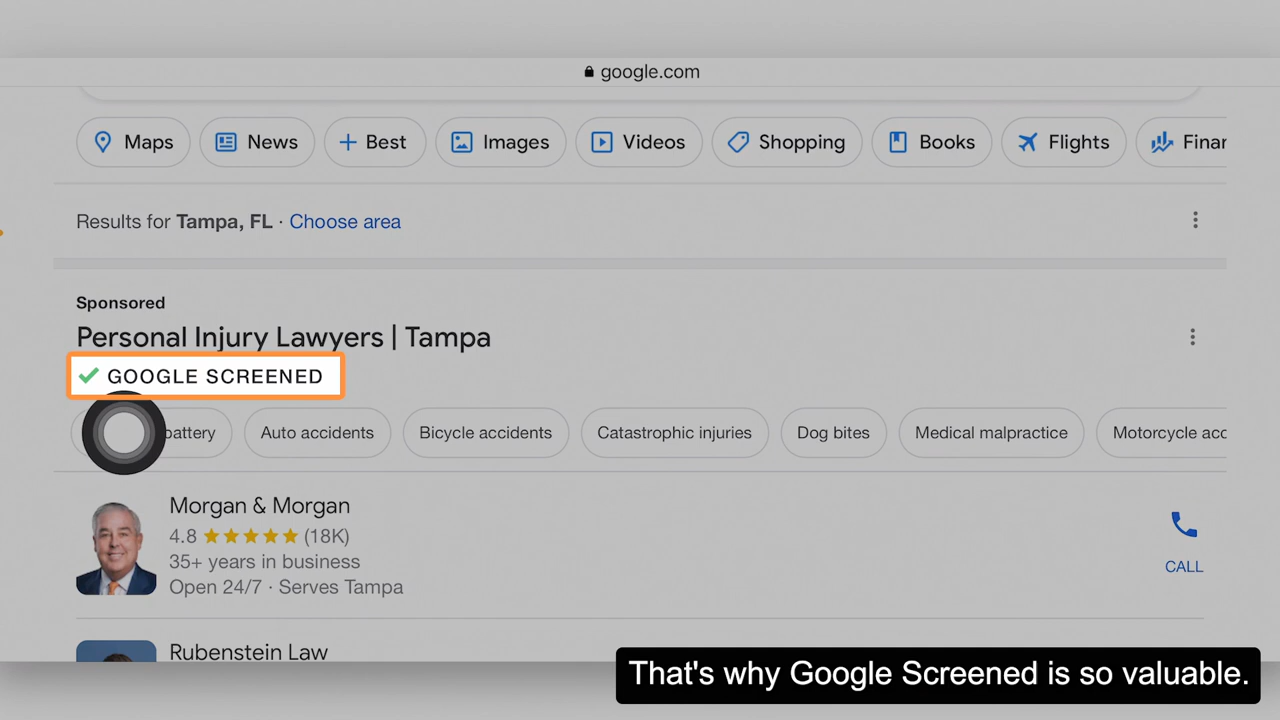 google.com
Maps News Best Images Videos Shopping Books Flights Finar
Results for Tampa, FL · Choose area
Sponsored
Personal Injury Lawyers | Tampa
GOOGLE SCREENED
battery Auto accidents Bicycle accidents Catastrophic injuries Dog bites Medical malpractice Motorcycle acc
Morgan & Morgan
4.8 (18K)
35+ years in business
Open 24/7 · Serves Tampa
CALL
Rubenstein Law
That's why Google Screened is so valuable.